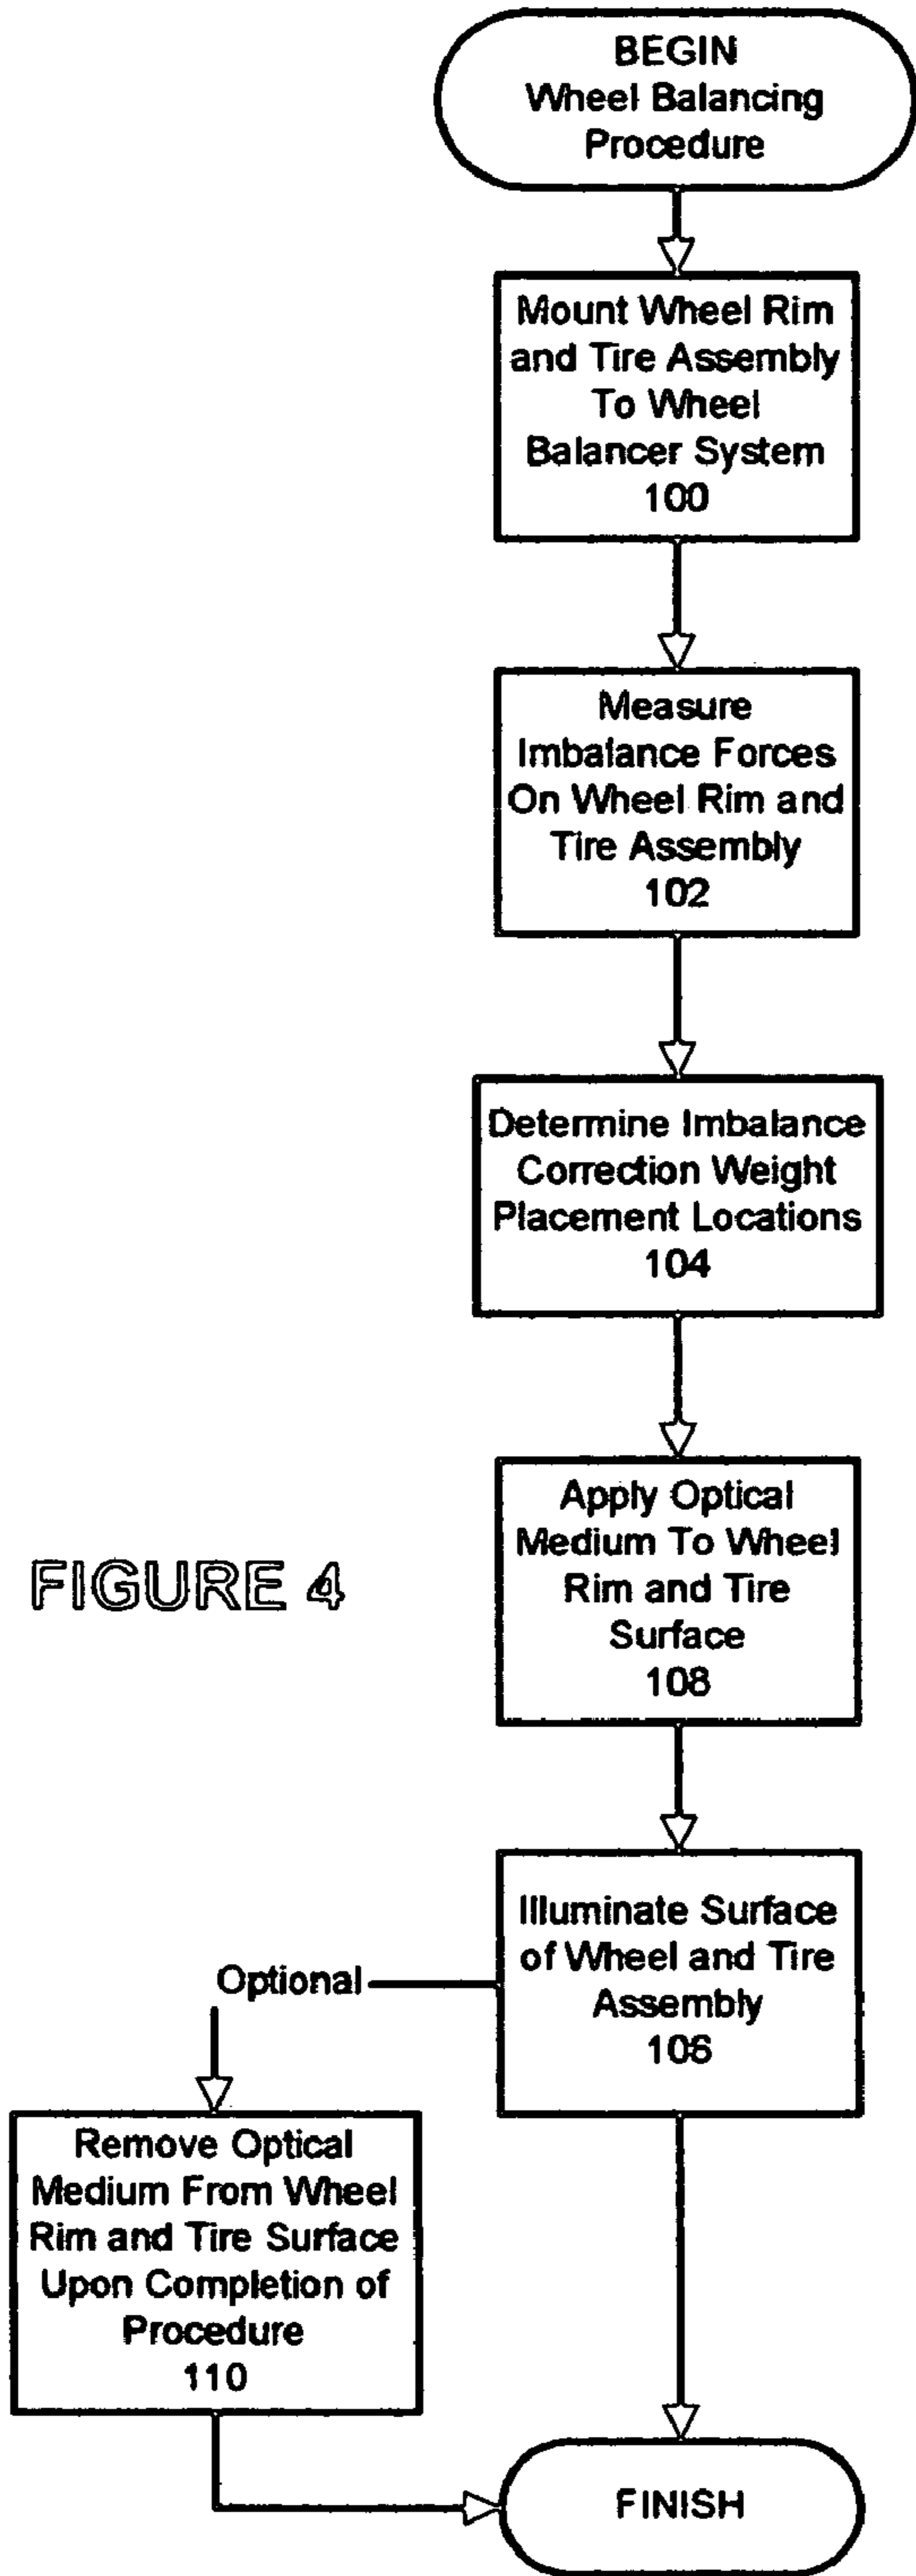 BEGIN
Wheel Balancing
Procedure
Mount Wheel Rim
and Tire Assembly
To Wheel
Balancer System
100
Measure
Imbalance Forces
On Wheel Rim and
Tire Assembly
102
Determine Imbalance
Correction Weight
Placement Locations
104
Apply Optical
Medium To Wheel
Rim and Tire
Surface
108
FIGURE 4
Illuminate Surface
of Wheel and Tire
Assembly
106
Optional
Remove Optical
Medium From Wheel
Rim and Tire Surface
Upon Completion of
Procedure
110
FINISH